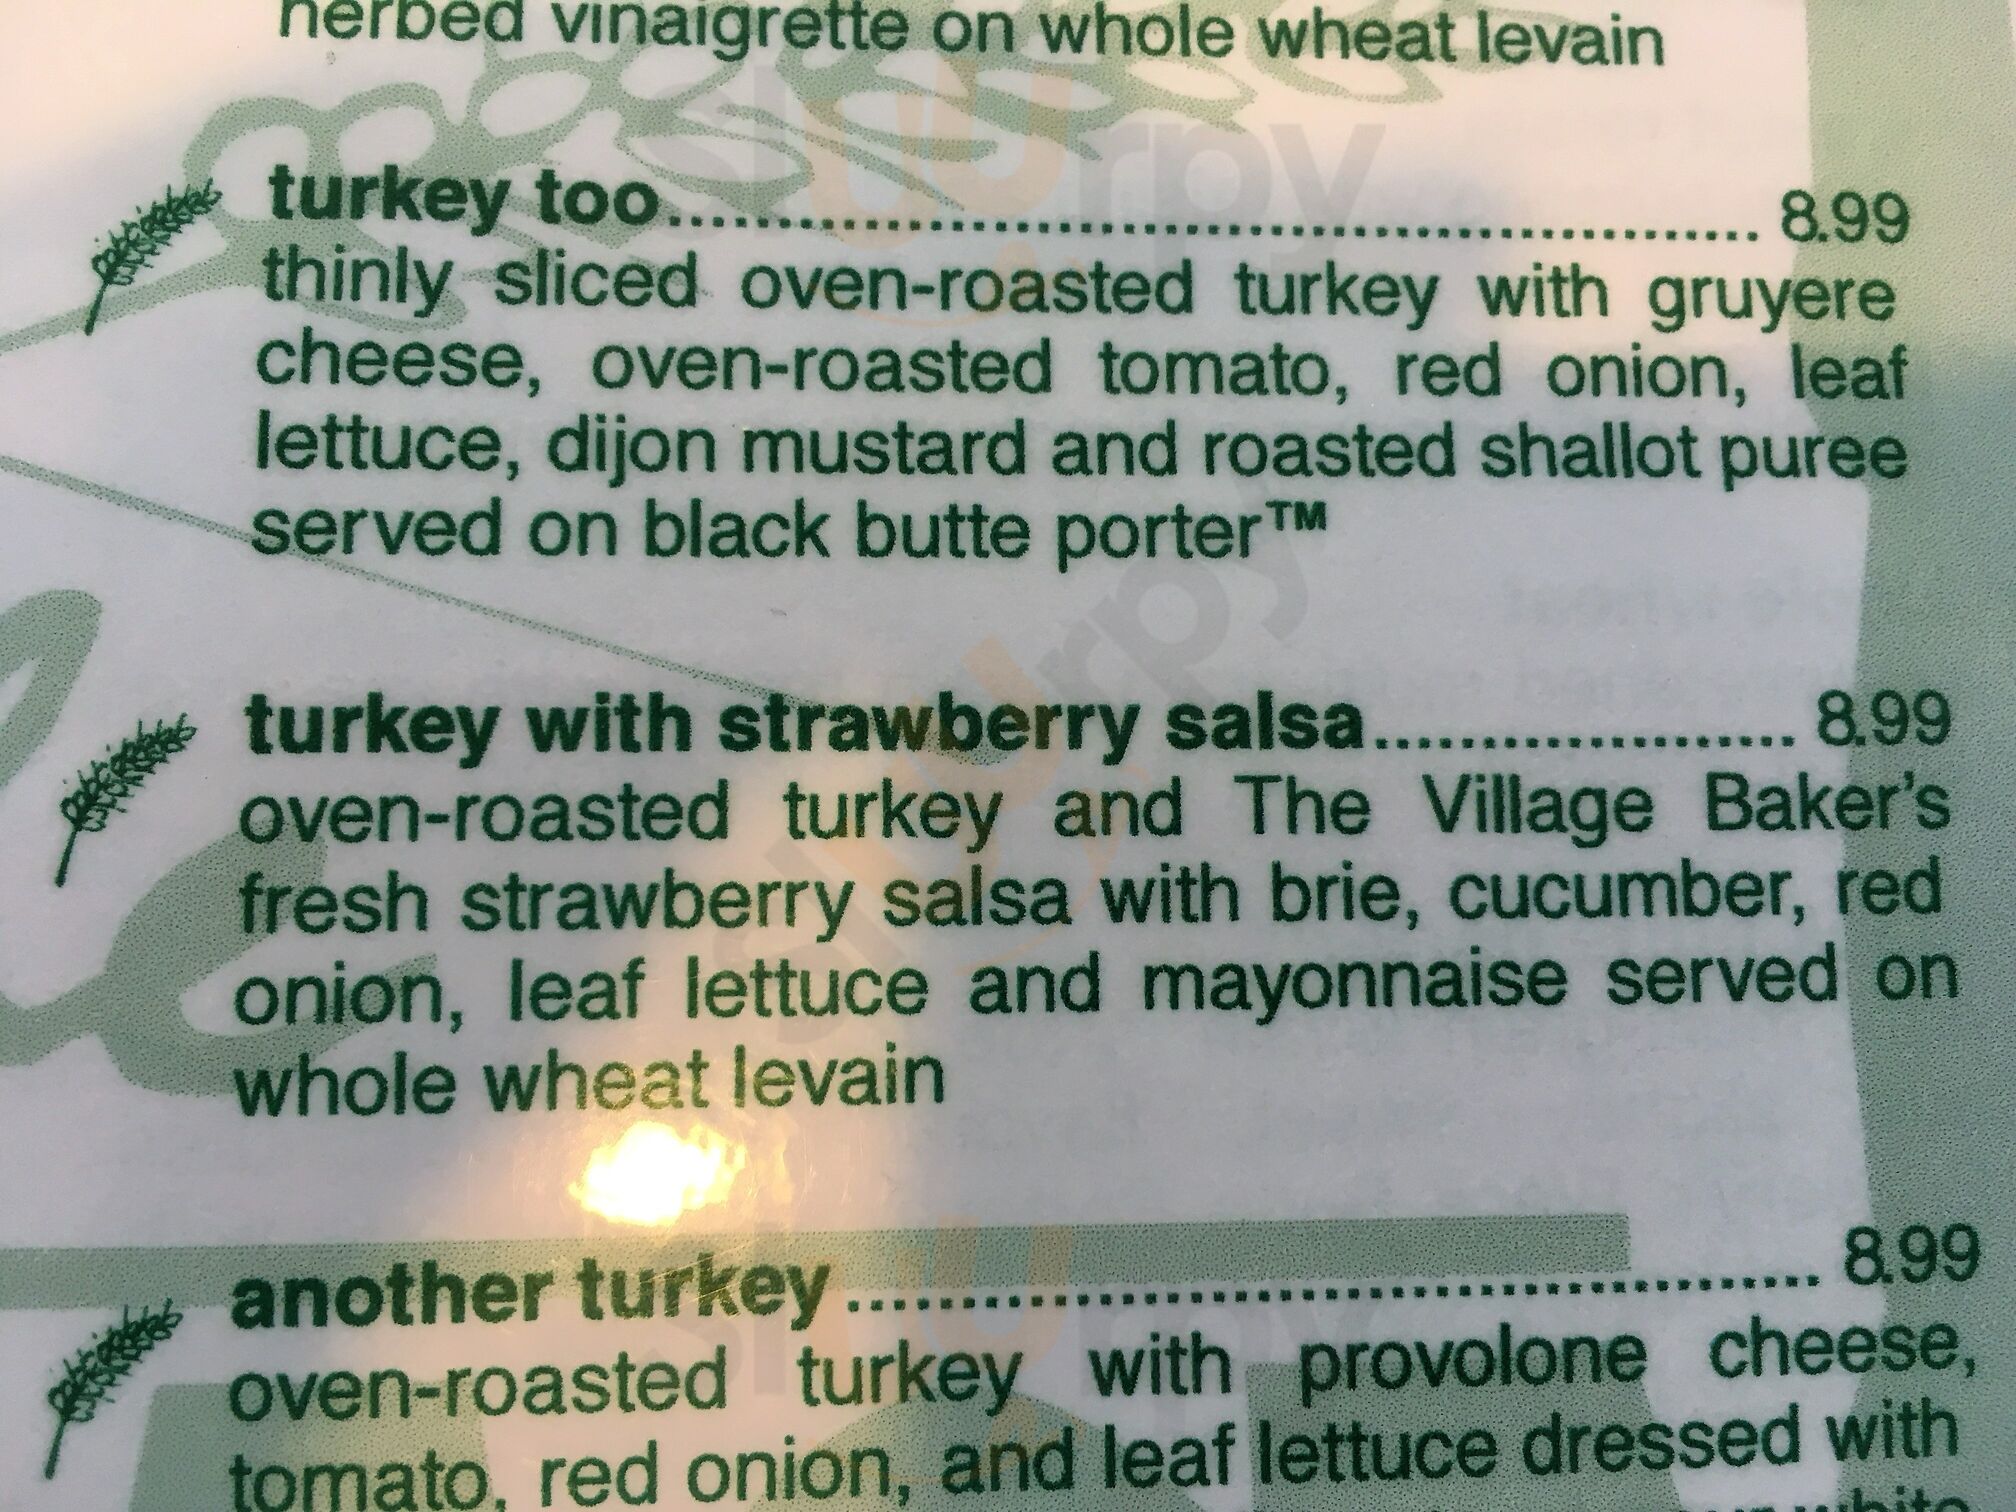 herbed vinaigrette on whole wheat levain
turkey too........................................................ 8.99
thinly sliced oven-roasted turkey with gruyere
cheese, oven-roasted tomato, red onion, leaf
lettuce, dijon mustard and roasted shallot puree
served on black butte porter™
turkey with strawberry salsa..................... 8.99
oven-roasted turkey and The Village Baker's
fresh strawberry salsa with brie, cucumber, red
onion, leaf lettuce and mayonnaise served on
whole wheat levain
another turkey.................................................. 8.99
oven-roasted turkey with provolone cheese,
tomato, red onion, and leaf lettuce dressed with
slurpy
slurpy
slurpy